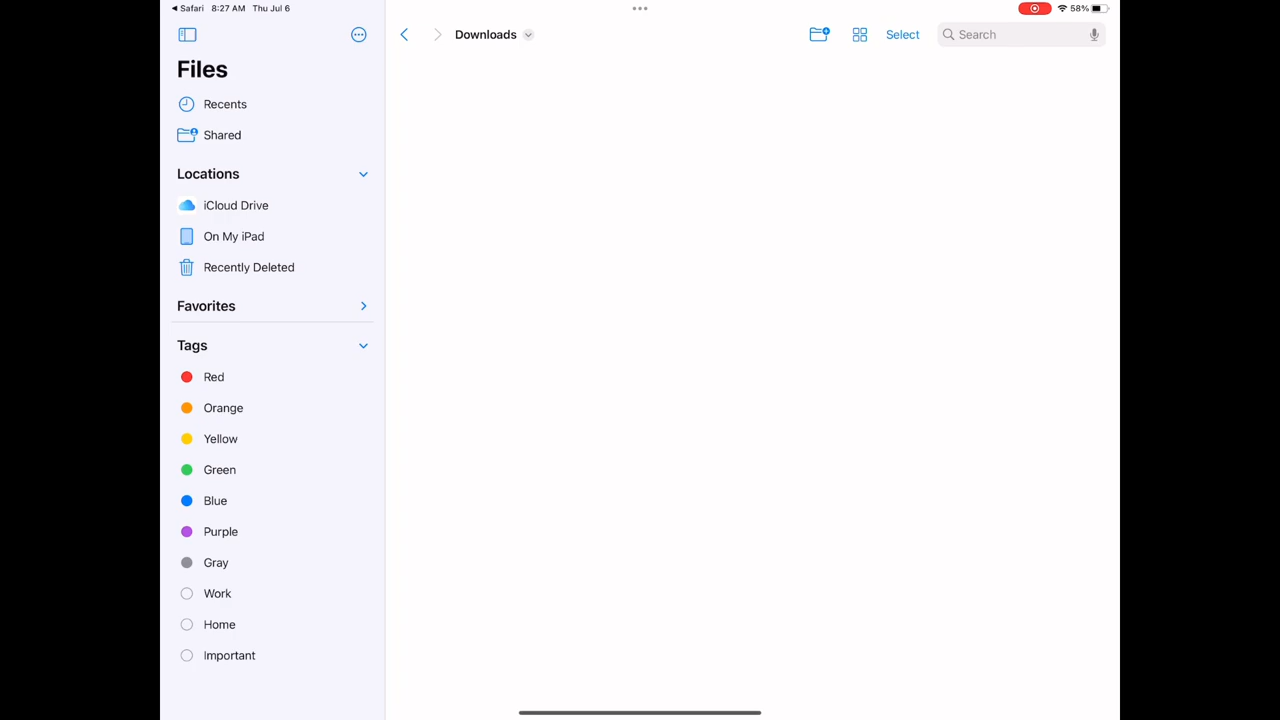 Safari 8:27 AM Thu Jul 6
58%
Downloads
Select
Search
Files
Recents
Shared
Locations
iCloud Drive
On My iPad
Recently Deleted
Favorites
Tags
Red
Orange
Yellow
Green
Blue
Purple
Gray
Work
Home
Important